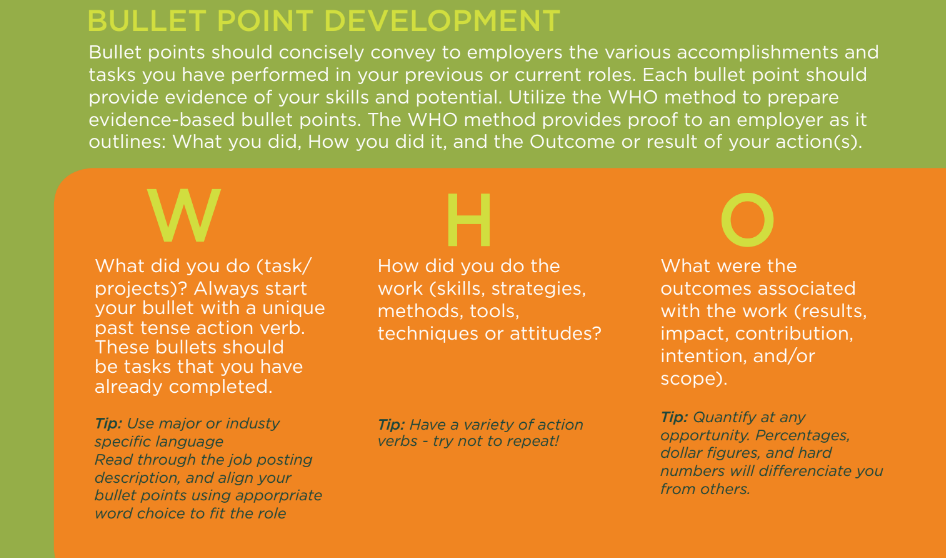 BULLET POINT DEVELOPMENT
Bullet points should concisely convey to employers the various accomplishments and
tasks you have performed in your previous or current roles. Each bullet point should
provide evidence of your skills and potential. Utilize the WHO method to prepare
evidence-based bullet points. The WHO method provides proof to an employer as it
outlines: What you did, How you did it, and the Outcome or result of your action(s).
W
What did you do (task/
projects)? Always start
your bullet with a unique
past tense action verb.
These bullets should
be tasks that you have
already completed.
Tip: Use major or industy
specific language
Read through the job posting
description, and align your
bullet points using apporpriate
word choice to fit the role
H
How did you do the
work (skills, strategies,
methods, tools,
techniques or attitudes?
Tip: Have a variety of action
verbs - try not to repeat!
O
What were the
outcomes associated
with the work (results,
impact, contribution,
intention, and/or
scope).
Tip: Quantify at any
opportunity. Percentages,
dollar figures, and hard
numbers will differenciate you
from others.